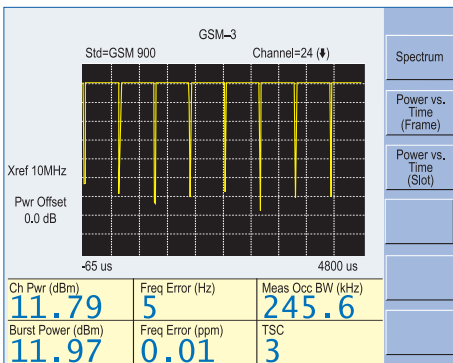 GSM–3
Std=GSM 900 Channel=24 (⬇)
Spectrum
Power vs.
Time
(Frame)
Power vs.
Time
(Slot)
Xref 10MHz
Pwr Offset
0.0 dB
-65 us 4800 us
Ch Pwr (dBm) Freq Error (Hz) Meas Occ BW (kHz)
11.79 5 245.6
Burst Power (dBm) Freq Error (ppm) TSC
11.97 0.01 3